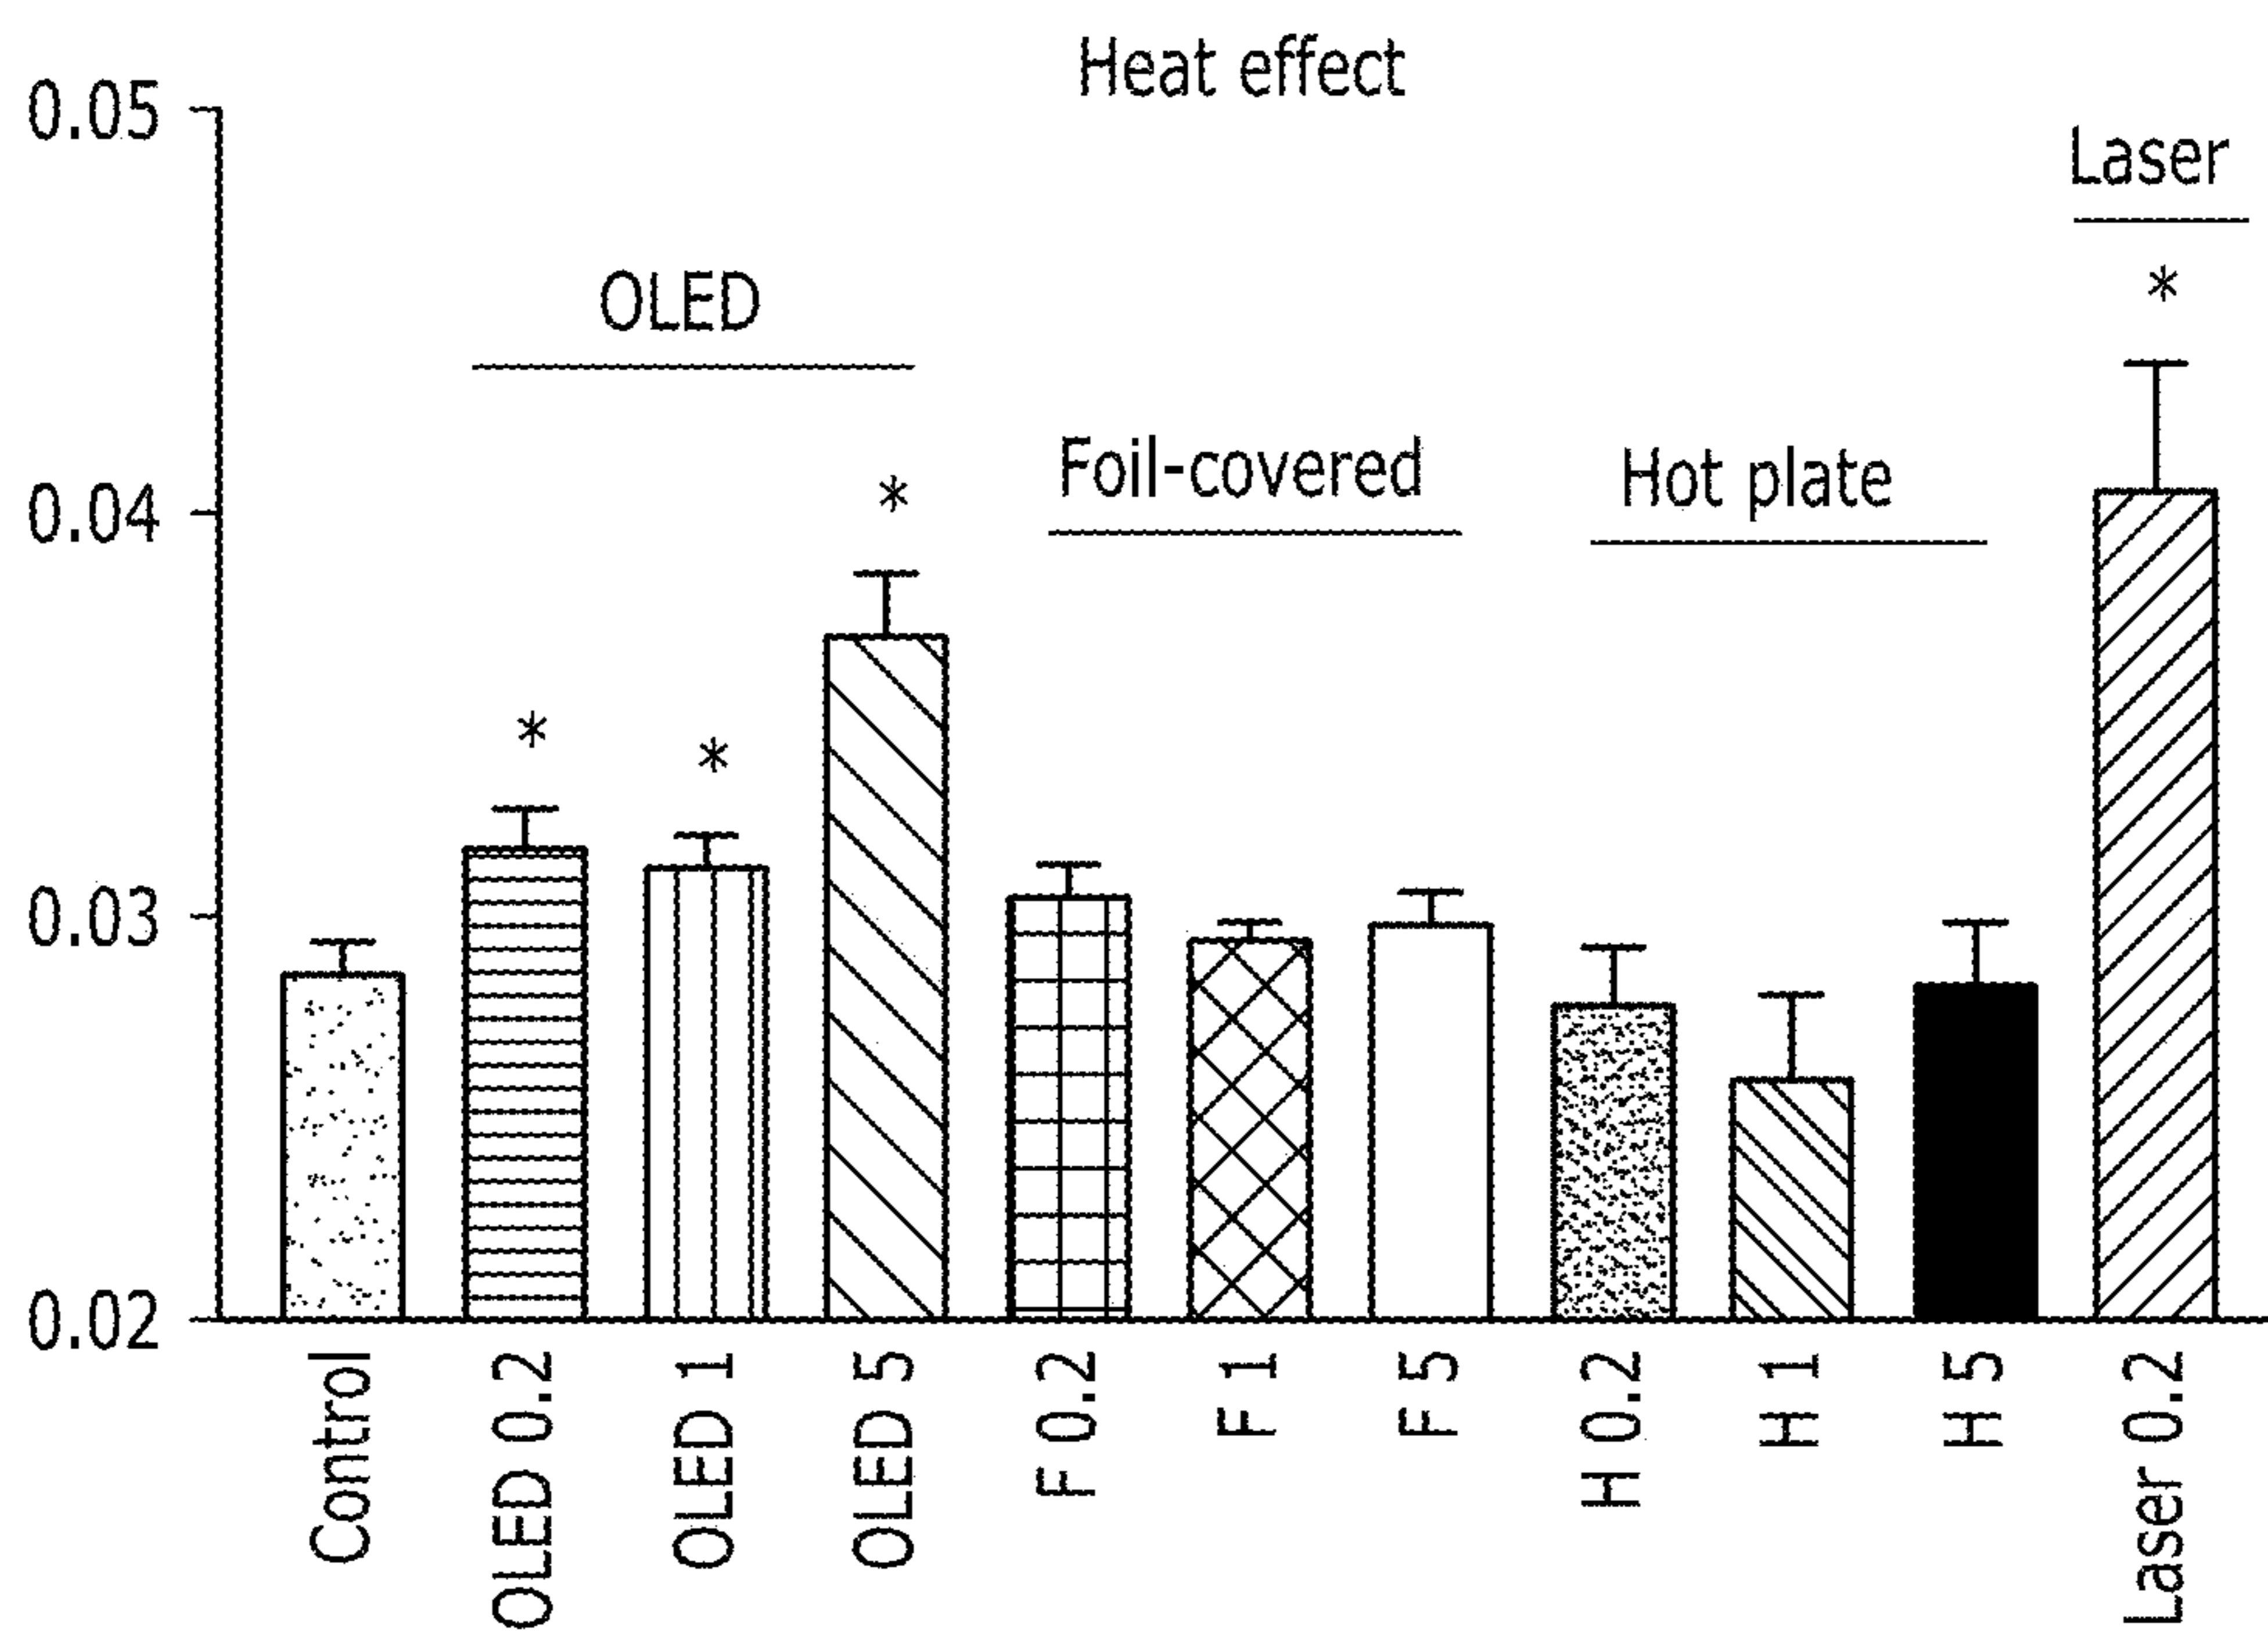 Heat effect
0.05
Laser
*
OLED
Foil-covered
Hot plate
*
0.04
*
*
0.03
0.02
Control
OLED 0.2
OLED 1
OLED 5
F 0.2
F 1
F 5
H 0.2
H 1
H 5
Laser 0.2